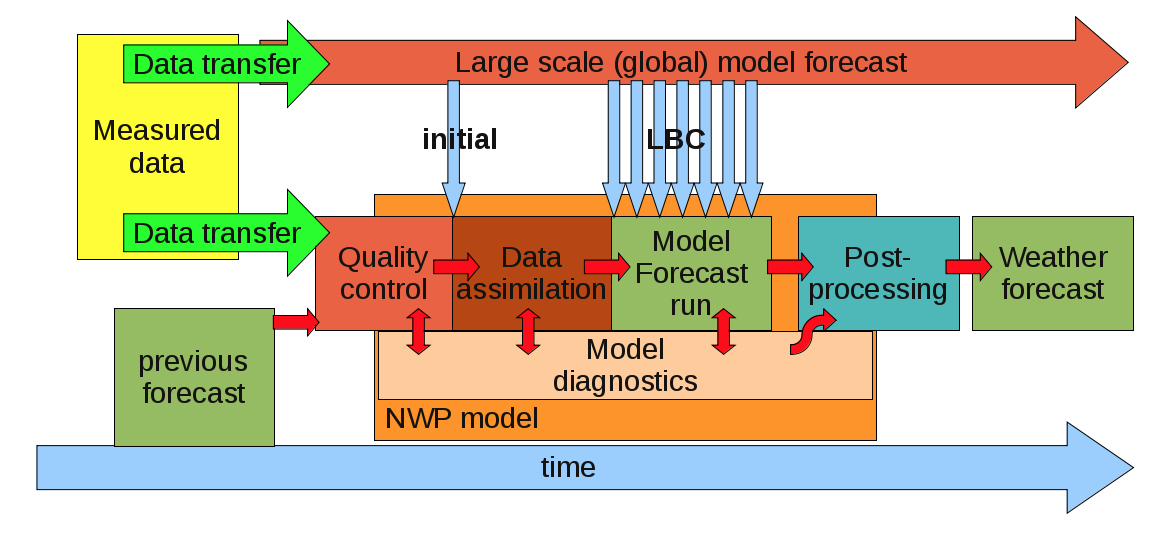 Data transfer
Large scale (global) model forecast
Measured
data
initial
LBC
Data transfer
Quality
control
Data
assimilation
Model
Forecast
run
Post-
processing
Weather
forecast
previous
forecast
Model
diagnostics
NWP model
time